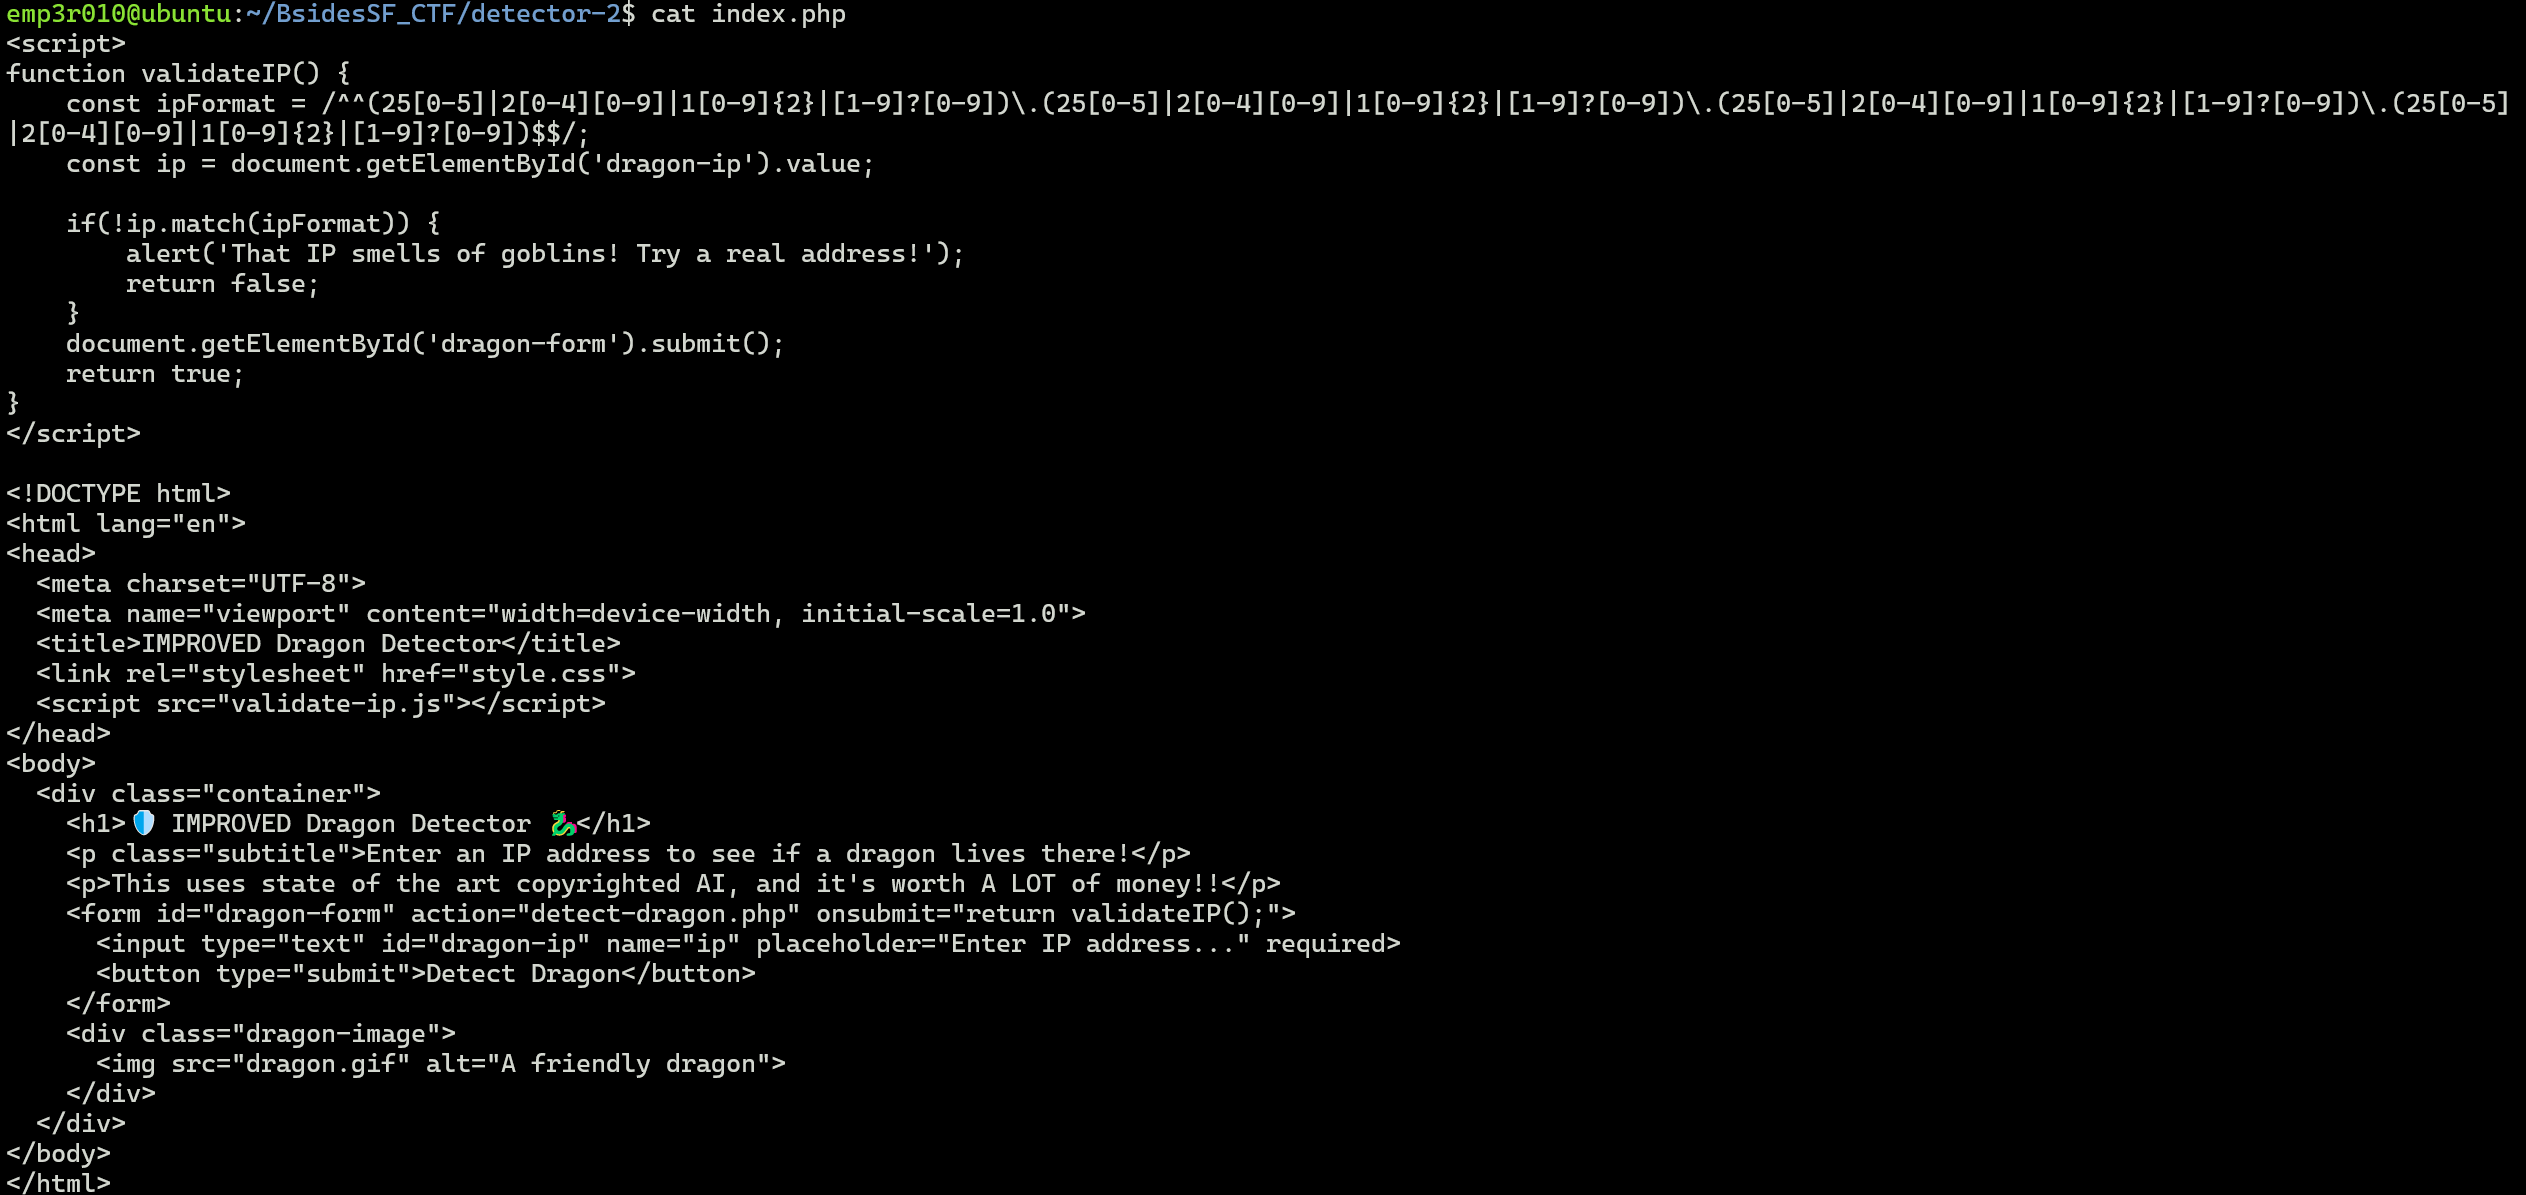 emp3r010@ubuntu:~/BsidesSF_CTF/detector-2$ cat index.php
<script>
function validateIP() {
    const ipFormat = /^^(25[0-5]|2[0-4][0-9]|1[0-9]{2}|[1-9]?[0-9])\.(25[0-5]|2[0-4][0-9]|1[0-9]{2}|[1-9]?[0-9])\.(25[0-5]|2[0-4][0-9]|1[0-9]{2}|[1-9]?[0-9])\.(25[0-5]
|2[0-4][0-9]|1[0-9]{2}|[1-9]?[0-9])$$/;
    const ip = document.getElementById('dragon-ip').value;

    if(!ip.match(ipFormat)) {
        alert('That IP smells of goblins! Try a real address!');
        return false;
    }
    document.getElementById('dragon-form').submit();
    return true;
}
</script>

<!DOCTYPE html>
<html lang="en">
<head>
  <meta charset="UTF-8">
  <meta name="viewport" content="width=device-width, initial-scale=1.0">
  <title>IMPROVED Dragon Detector</title>
  <link rel="stylesheet" href="style.css">
  <script src="validate-ip.js"></script>
</head>
<body>
  <div class="container">
    <h1>🛡️ IMPROVED Dragon Detector 🐉</h1>
    <p class="subtitle">Enter an IP address to see if a dragon lives there!</p>
    <p>This uses state of the art copyrighted AI, and it's worth A LOT of money!!</p>
    <form id="dragon-form" action="detect-dragon.php" onsubmit="return validateIP();">
      <input type="text" id="dragon-ip" name="ip" placeholder="Enter IP address..." required>
      <button type="submit">Detect Dragon</button>
    </form>
    <div class="dragon-image">
      <img src="dragon.gif" alt="A friendly dragon">
    </div>
  </div>
</body>
</html>